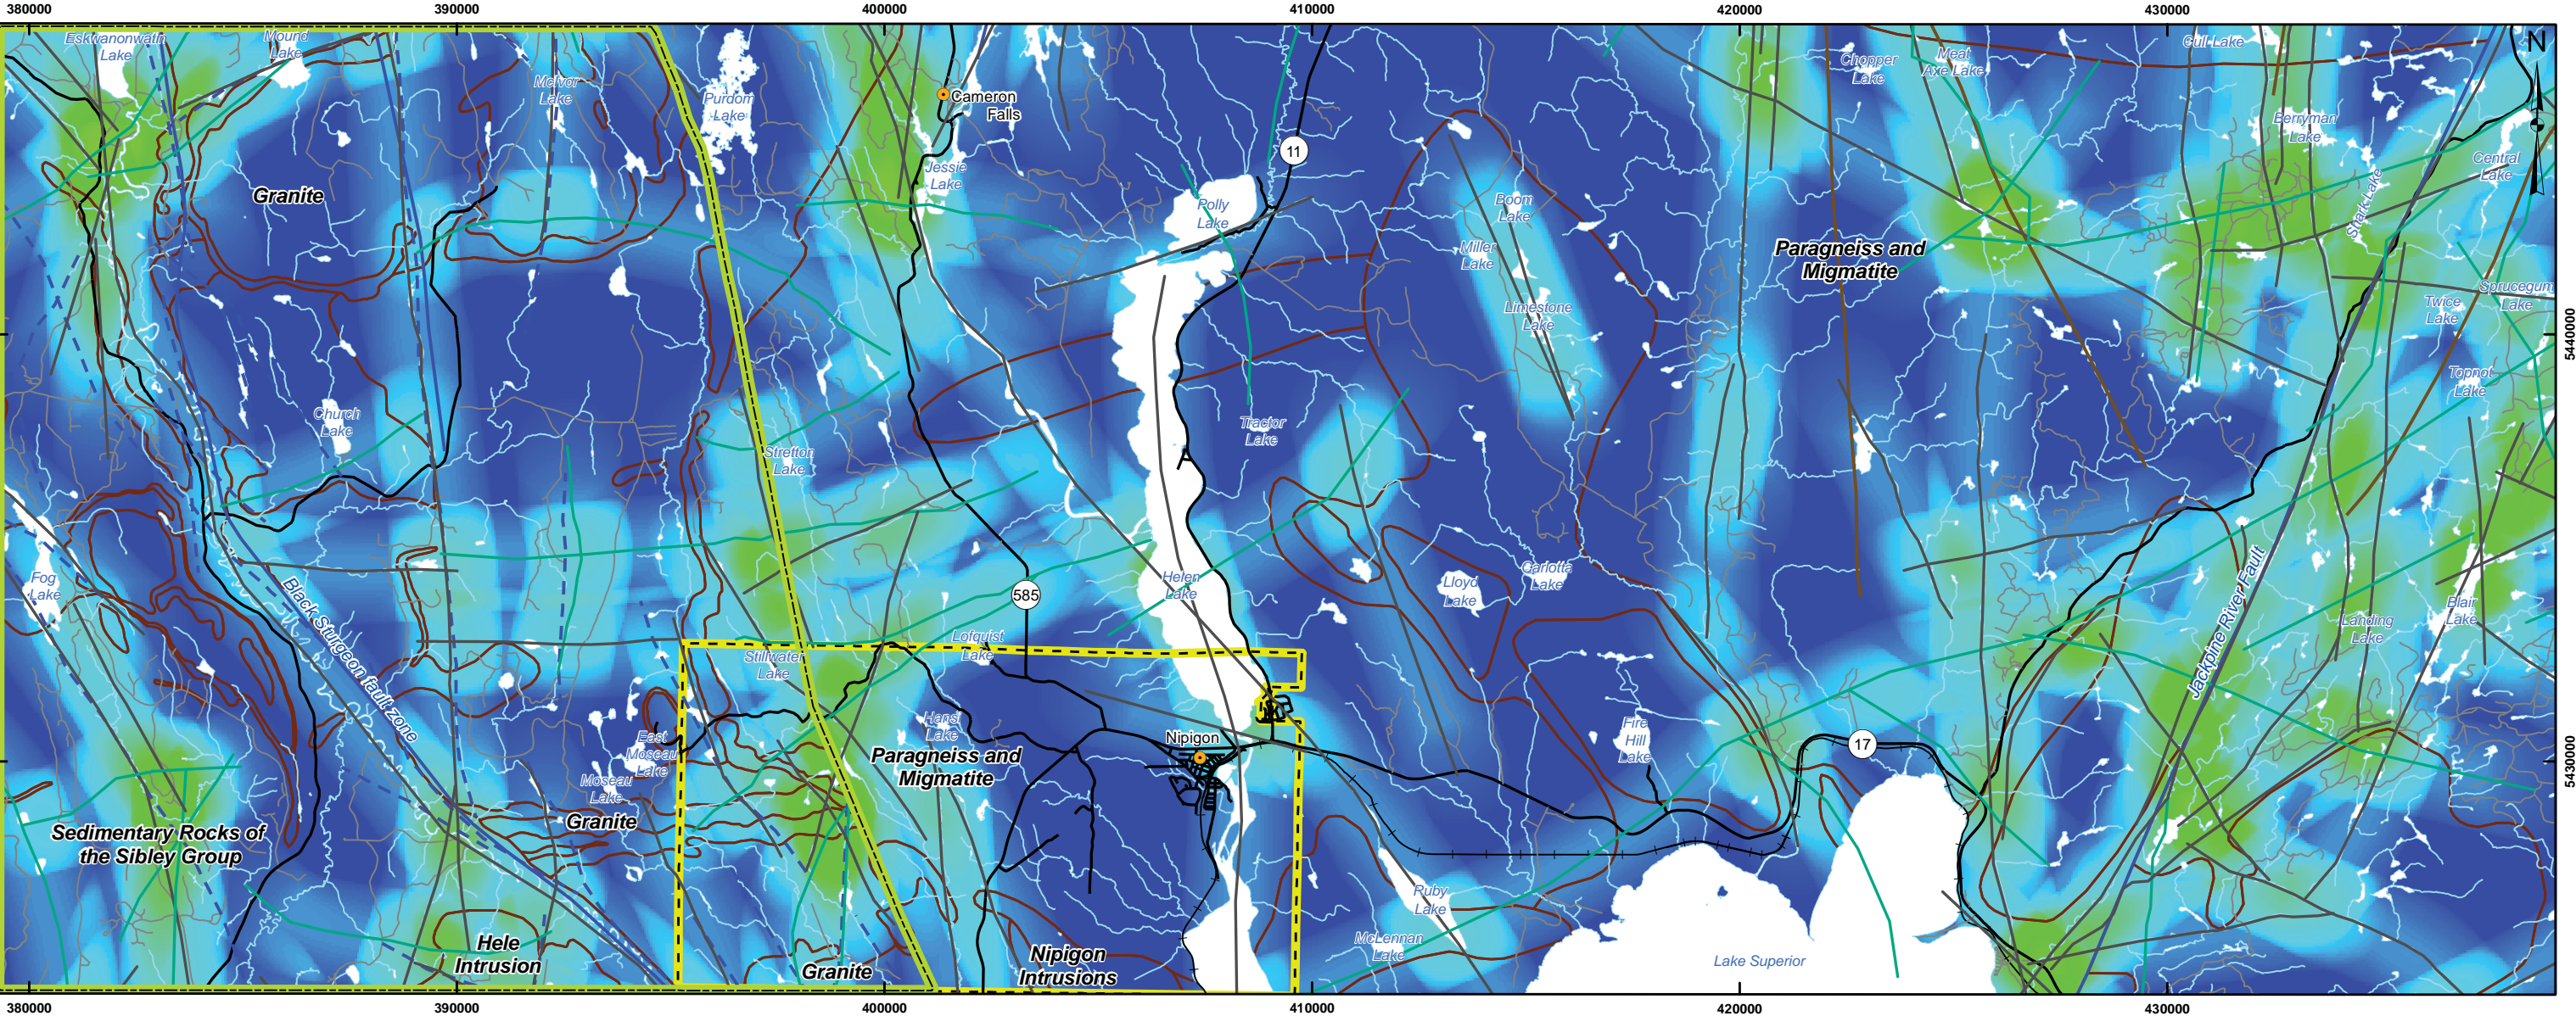 380000
390000
400000
410000
420000
430000
Eskwanonwatin
Lake
Mound
Lake
McIvor
Lake
Purdom
Lake
Cameron
Falls
Jessie
Lake
11
Polly
Lake
Chopper
Lake
Meat
Axe Lake
Gull Lake
N
Berryman
Lake
Central
Lake
Shark Lake
Granite
Boom
Lake
Miller
Lake
Limestone
Lake
Paragneiss and
Migmatite
Twice
Lake
Sprucegum
Lake
5440000
Topnot
Lake
Church
Lake
Stretton
Lake
Tractor
Lake
Fog
Lake
Black Sturgeon fault zone
585
Helen
Lake
Lloyd
Lake
Carlotta
Lake
Jackpine River Fault
Landing
Lake
Blair
Lake
Stillwater
Lake
Lofquist
Lake
Hansi
Lake
Nipigon
Fire
Hill
Lake
17
East
Moseau
Lake
Moseau
Lake
Paragneiss and
Migmatite
5430000
Granite
Sedimentary Rocks of
the Sibley Group
Ruby
Lake
McLennan
Lake
Lake Superior
Hele
Intrusion
Granite
Nipigon
Intrusions
380000
390000
400000
410000
420000
430000